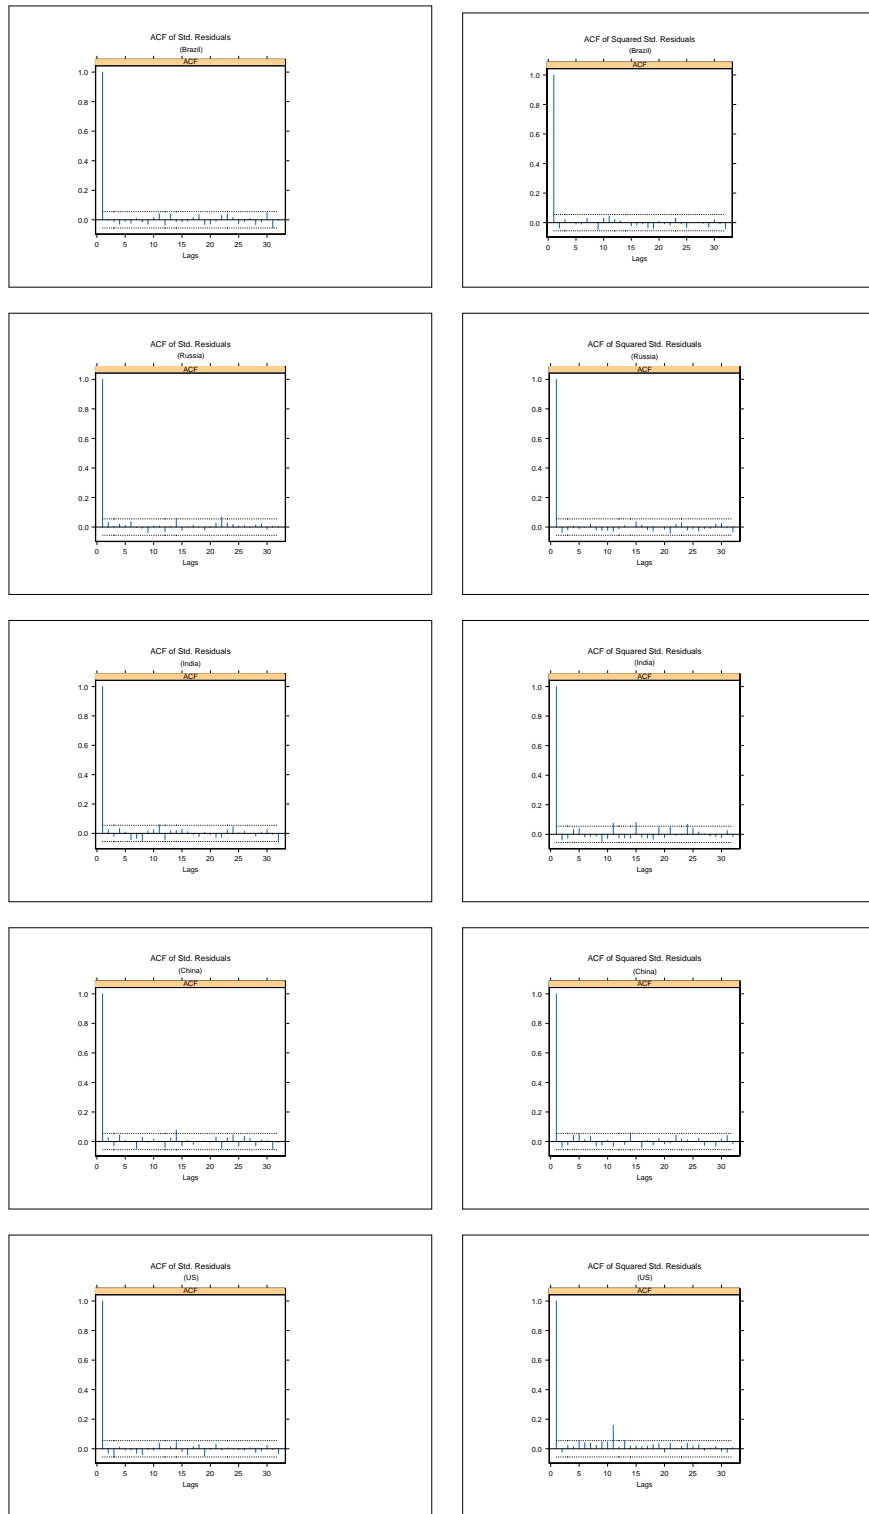 ACF of Std. Residuals
(Brazil)
ACF
1.0
0.8
0.6
0.4
0.2
0.0
0 5 10 15 20 25 30
Lags
ACF of Squared Std. Residuals
(Brazil)
ACF
1.0
0.8
0.6
0.4
0.2
0.0
0 5 10 15 20 25 30
Lags
ACF of Std. Residuals
(Russia)
ACF
1.0
0.8
0.6
0.4
0.2
0.0
0 5 10 15 20 25 30
Lags
ACF of Squared Std. Residuals
(Russia)
ACF
1.0
0.8
0.6
0.4
0.2
0.0
0 5 10 15 20 25 30
Lags
ACF of Std. Residuals
(India)
ACF
1.0
0.8
0.6
0.4
0.2
0.0
0 5 10 15 20 25 30
Lags
ACF of Squared Std. Residuals
(India)
ACF
1.0
0.8
0.6
0.4
0.2
0.0
0 5 10 15 20 25 30
Lags
ACF of Std. Residuals
(China)
ACF
1.0
0.8
0.6
0.4
0.2
0.0
0 5 10 15 20 25 30
Lags
ACF of Squared Std. Residuals
(China)
ACF
1.0
0.8
0.6
0.4
0.2
0.0
0 5 10 15 20 25 30
Lags
ACF of Std. Residuals
(US)
ACF
1.0
0.8
0.6
0.4
0.2
0.0
0 5 10 15 20 25 30
Lags
ACF of Squared Std. Residuals
(US)
ACF
1.0
0.8
0.6
0.4
0.2
0.0
0 5 10 15 20 25 30
Lags